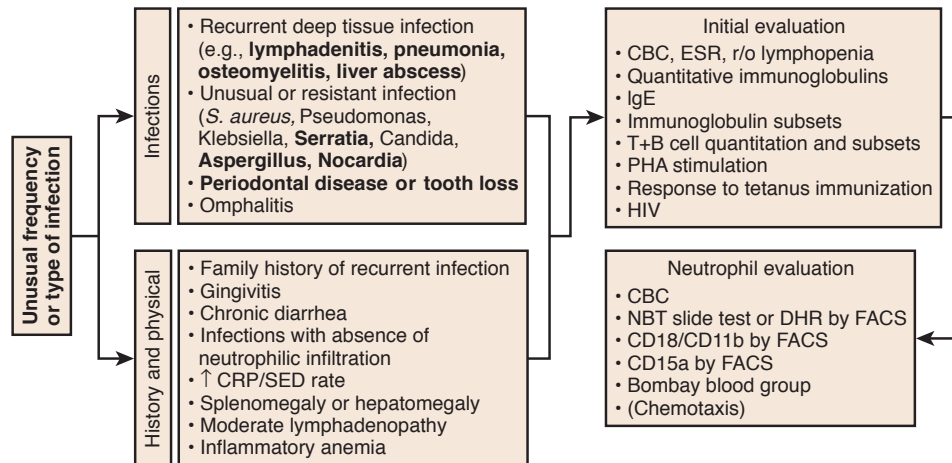 Unusual frequency
or type of infection
Infections
• Recurrent deep tissue infection
(e.g., lymphadenitis, pneumonia,
osteomyelitis, liver abscess)
• Unusual or resistant infection
(S. aureus, Pseudomonas,
Klebsiella, Serratia, Candida,
Aspergillus, Nocardia)
• Periodontal disease or tooth loss
• Omphalitis
History and physical
• Family history of recurrent infection
• Gingivitis
• Chronic diarrhea
• Infections with absence of
neutrophilic infiltration
• ↑ CRP/SED rate
• Splenomegaly or hepatomegaly
• Moderate lymphadenopathy
• Inflammatory anemia
Initial evaluation
• CBC, ESR, r/o lymphopenia
• Quantitative immunoglobulins
• IgE
• Immunoglobulin subsets
• T+B cell quantitation and subsets
• PHA stimulation
• Response to tetanus immunization
• HIV
Neutrophil evaluation
• CBC
• NBT slide test or DHR by FACS
• CD18/CD11b by FACS
• CD15a by FACS
• Bombay blood group
• (Chemotaxis)